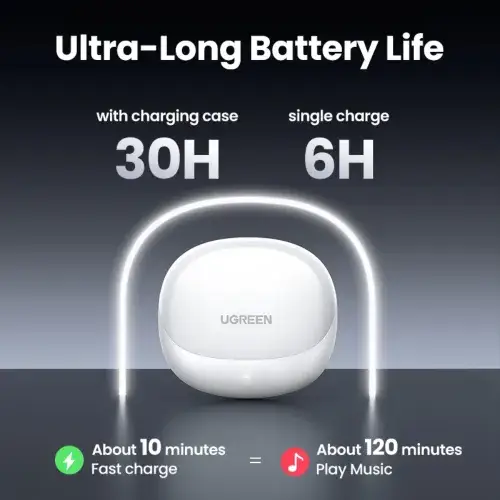 Ultra-Long Battery Life
with charging case
30H
single charge
6H
UGREEN
About 10 minutes
Fast charge
=
About 120 minutes
Play Music